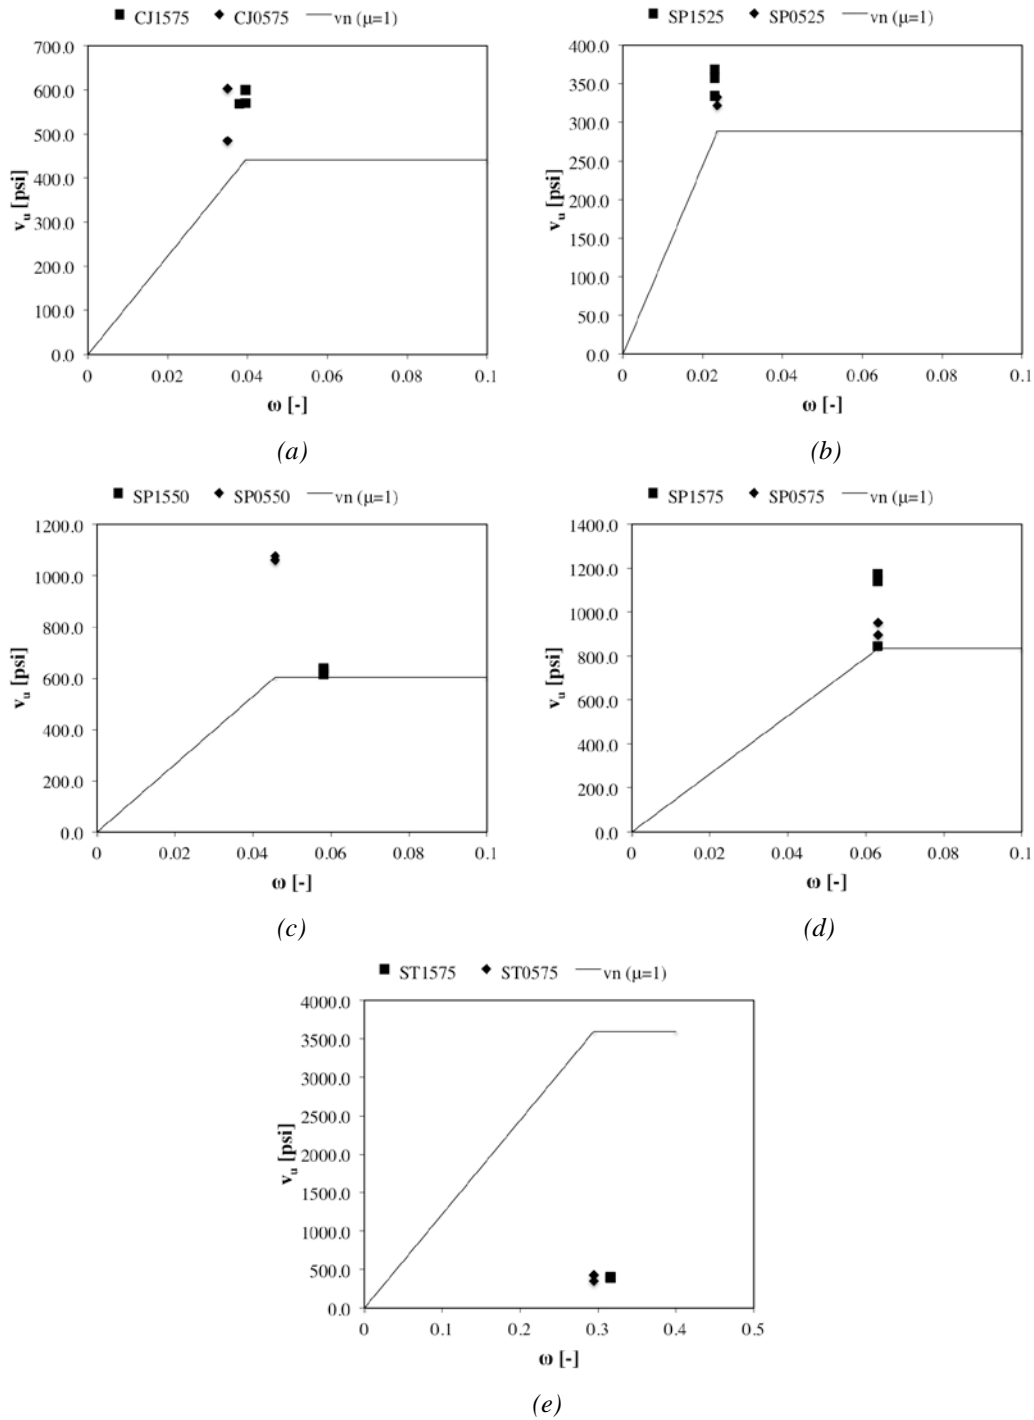 CJ1575 CJ0575 vn (μ=1)
700.0
600.0
500.0
400.0
300.0
200.0
100.0
0.0
vu [psi]
0 0.02 0.04 0.06 0.08 0.1
ω [-]
(a)
SP1525 SP0525 vn (μ=1)
400.0
350.0
300.0
250.0
200.0
150.0
100.0
50.0
0.0
vu [psi]
0 0.02 0.04 0.06 0.08 0.1
ω [-]
(b)
SP1550 SP0550 vn (μ=1)
1200.0
1000.0
800.0
600.0
400.0
200.0
0.0
vu [psi]
0 0.02 0.04 0.06 0.08 0.1
ω [-]
(c)
SP1575 SP0575 vn (μ=1)
1400.0
1200.0
1000.0
800.0
600.0
400.0
200.0
0.0
vu [psi]
0 0.02 0.04 0.06 0.08 0.1
ω [-]
(d)
ST1575 ST0575 vn (μ=1)
4000.0
3500.0
3000.0
2500.0
2000.0
1500.0
1000.0
500.0
0.0
vu [psi]
0 0.1 0.2 0.3 0.4 0.5
ω [-]
(e)